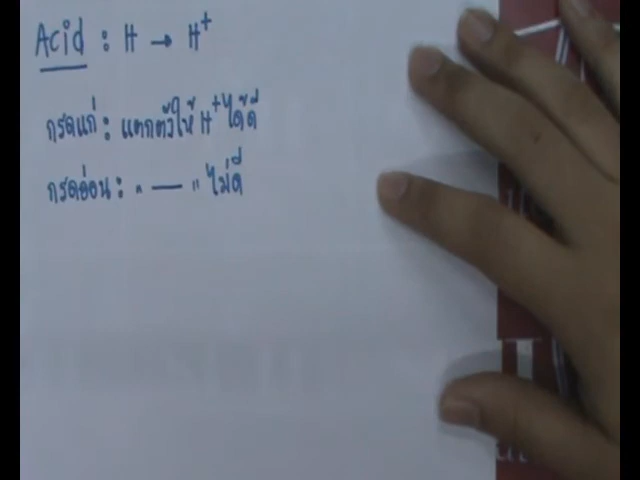 Acid : H → H⁺
กรดแก่ : แตกตัวให้ H⁺ ได้ดี
กรดอ่อน : " — " ไม่ดี